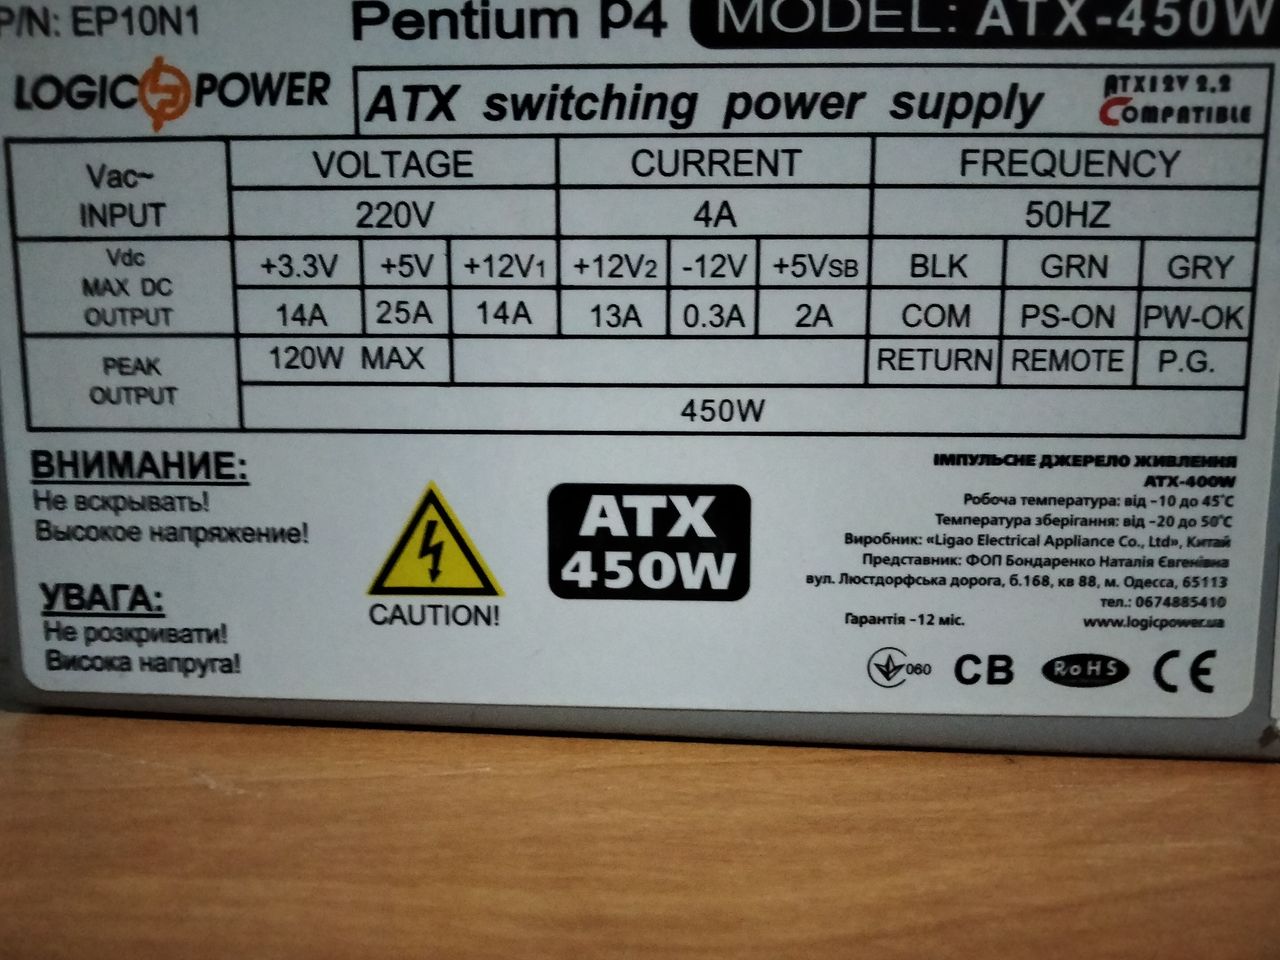 P/N: EP10N1
Pentium P4
MODEL: ATX-450W
LOGIC POWER
ATX switching power supply
ATX12V 2.2
COMPATIBLE
Vac~ INPUT
VOLTAGE CURRENT FREQUENCY
220V 4A 50HZ
Vdc
MAX DC
OUTPUT
+3.3V +5V +12V1 +12V2 -12V +5VSB BLK GRN GRY
14A 25A 14A 13A 0.3A 2A COM PS-ON PW-OK
PEAK
OUTPUT
120W MAX RETURN REMOTE P.G.
450W
ВНИМАНИЕ:
Не вскрывать!
Высокое напряжение!
УВАГА:
Не розкривати!
Висока напруга!
CAUTION!
ATX
450W
ІМПУЛЬСНЕ ДЖЕРЕЛО ЖИВЛЕННЯ
ATX-400W
Робоча температура: від –10 до 45°C
Температура зберігання: від –20 до 50°C
Виробник: «Ligao Electrical Appliance Co., Ltd», Китай
Представник: ФОП Бондаренко Наталія Євгенівна
вул. Люстдорфська дорога, б.168, кв 88, м. Одесса, 65113
тел.: 0674885410
Гарантія –12 міс.
www.logicpower.ua
060
CB
RoHS
CE